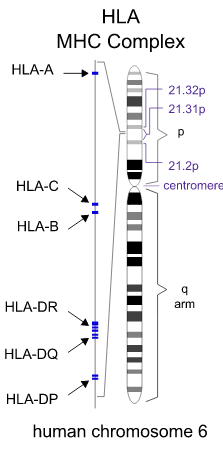 HLA
MHC Complex
HLA-A
21.32p
21.31p
p
21.2p
centromere
HLA-C
HLA-B
q
arm
HLA-DR
HLA-DQ
HLA-DP
human chromosome 6